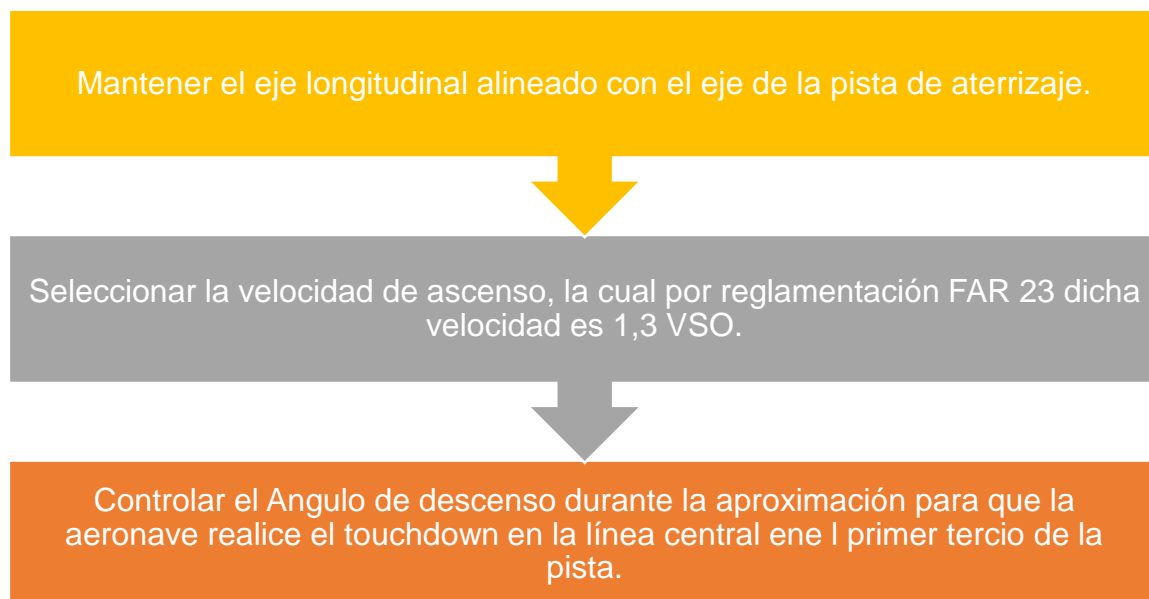 Mantener el eje longitudinal alineado con el eje de la pista de aterrizaje.
Seleccionar la velocidad de ascenso, la cual por reglamentación FAR 23 dicha
velocidad es 1,3 VSO.
Controlar el Angulo de descenso durante la aproximación para que la
aeronave realice el touchdown en la línea central ene l primer tercio de la
pista.